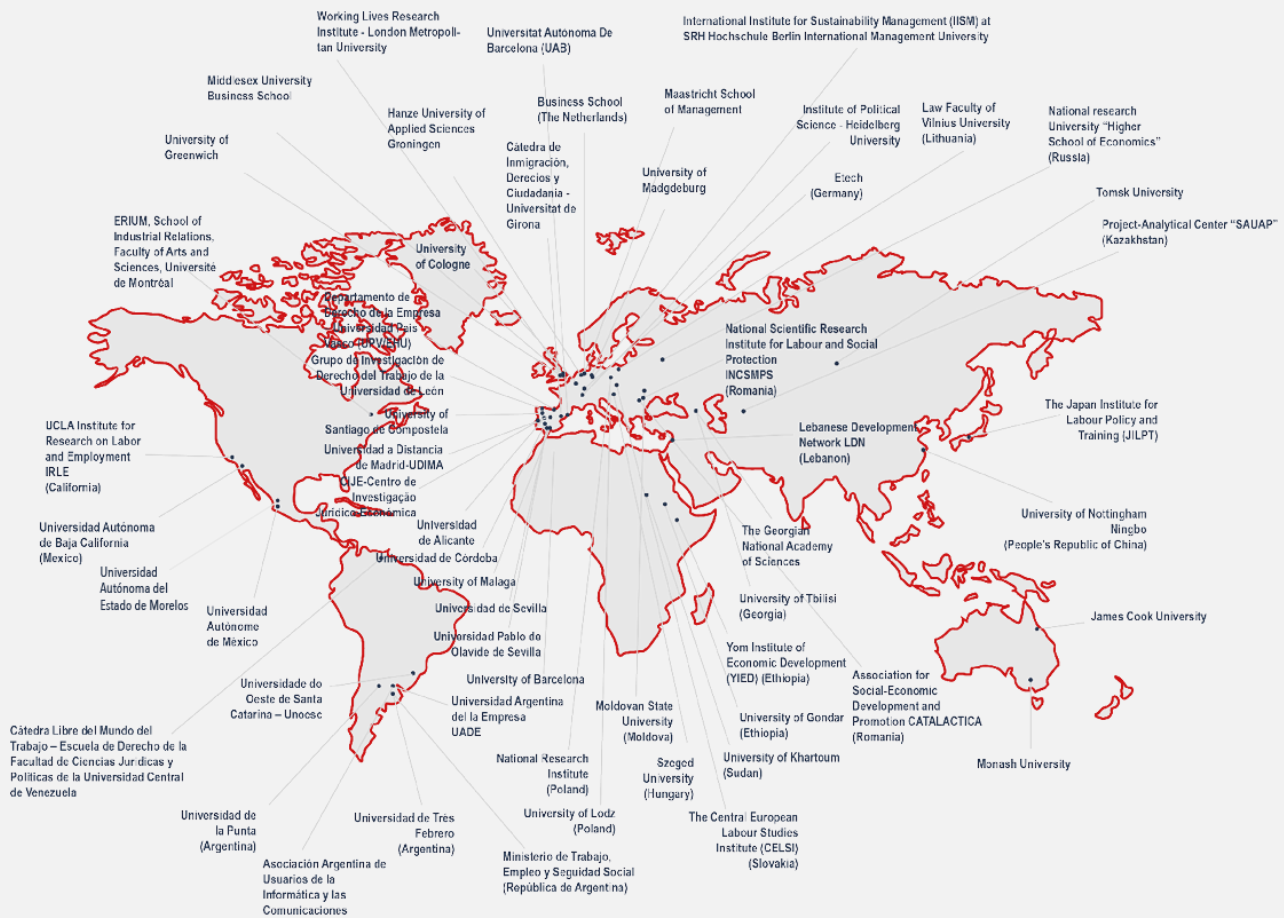 Working Lives Research
Institute - London Metropoli-
tan University
Universitat Autònoma De
Barcelona (UAB)
International Institute for Sustainability Management (IISM) at
SRH Hochschule Berlin International Management University
Middlesex University
Business School
Hanze University of
Applied Sciences
Groningen
Business School
(The Netherlands)
Maastricht School
of Management
Institute of Political
Science - Heidelberg
University
Law Faculty of
Vilnius University
(Lithuania)
National research
University “Higher
School of Economics”
(Russia)
University of
Greenwich
Cátedra de
Inmigración,
Derecios y
Ciudadania -
Universitat de
Girona
University of
Madgdeburg
Etech
(Germany)
Tomsk University
Project-Analytical Center “SAUAP”
(Kazakhstan)
ERIUM, School of
Industrial Relations,
Faculty of Arts and
Sciences, Université
de Montréal
University
of Cologne
Departamento de
Derecho de la Empresa
Universidad Pais
Vasco (UPV/EHU)
Grupo de Investigación de
Derecho del Trabajo de la
Universidad de León
National Scientific Research
Institute for Labour and Social
Protection
INCSMPS
(Romania)
University of
Santiago de Compostela
UCLA Institute for
Research on Labor
and Employment
IRLE
(California)
Universidad a Distancia
de Madrid-UDIMA
CIJE-Centro de
Investigação
Jurídico-Económica
Lebanese Development
Network LDN
(Lebanon)
The Japan Institute for
Labour Policy and
Training (JILPT)
Universidad Autónoma
de Baja California
(Mexico)
Universidad
de Alicante
The Georgian
National Academy
of Sciences
University of Nottingham
Ningbo
(People's Republic of China)
Universidad
Autónoma del
Estado de Morelos
Universidad de Córdoba
University of Malaga
Universidad de Sevilla
Universidad
Autónome
de México
University of Tbilisi
(Georgia)
James Cook University
Universidad Pablo de
Olavide de Sevilla
Yom Institute of
Economic Development
(YIED) (Ethiopia)
Universidade do
Oeste de Santa
Catarina – Unoesc
University of Barcelona
Universidad Argentina
del la Empresa
UADE
Moldovan State
University
(Moldova)
University of Gondar
(Ethiopia)
Association for
Social-Economic
Development and
Promotion CATALACTICA
(Romania)
Cátedra Libre del Mundo del
Trabajo – Escuela de Derecho de la
Facultad de Ciencias Jurídicas y
Políticas de la Universidad Central
de Venezuela
National Research
Institute
(Poland)
Szeged
University
(Hungary)
University of Khartoum
(Sudan)
Monash University
Universidad de
la Punta
(Argentina)
Universidad de Très
Febrero
(Argentina)
University of Lodz
(Poland)
The Central European
Labour Studies
Institute (CELSI)
(Slovakia)
Asociación Argentina de
Usuarios de la
Informática y las
Comunicaciones
Ministerio de Trabajo,
Empleo y Seguidad Social
(República de Argentina)